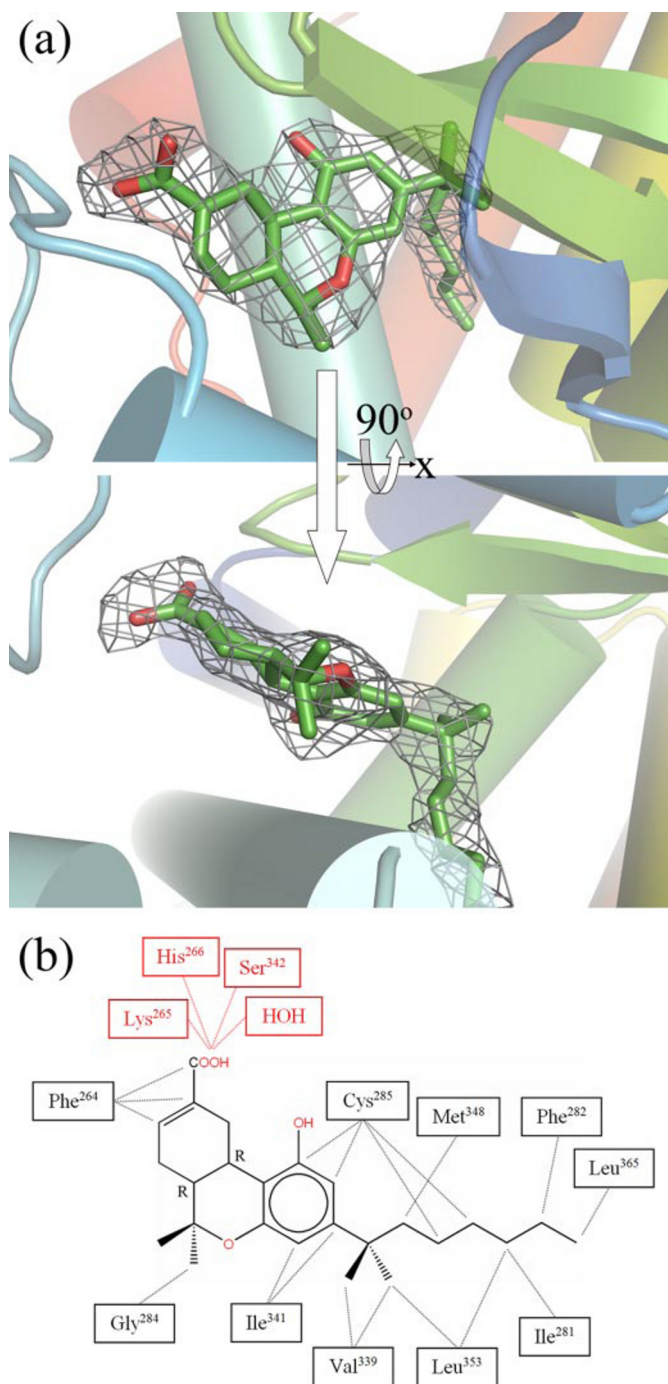 (a)
90°
x
(b)
His266
Ser342
Lys265
HOH
COOH
Phe264
OH
Cys285
Met348
Phe282
Leu365
R
R
O
Gly284
Ile341
Val339
Leu353
Ile281